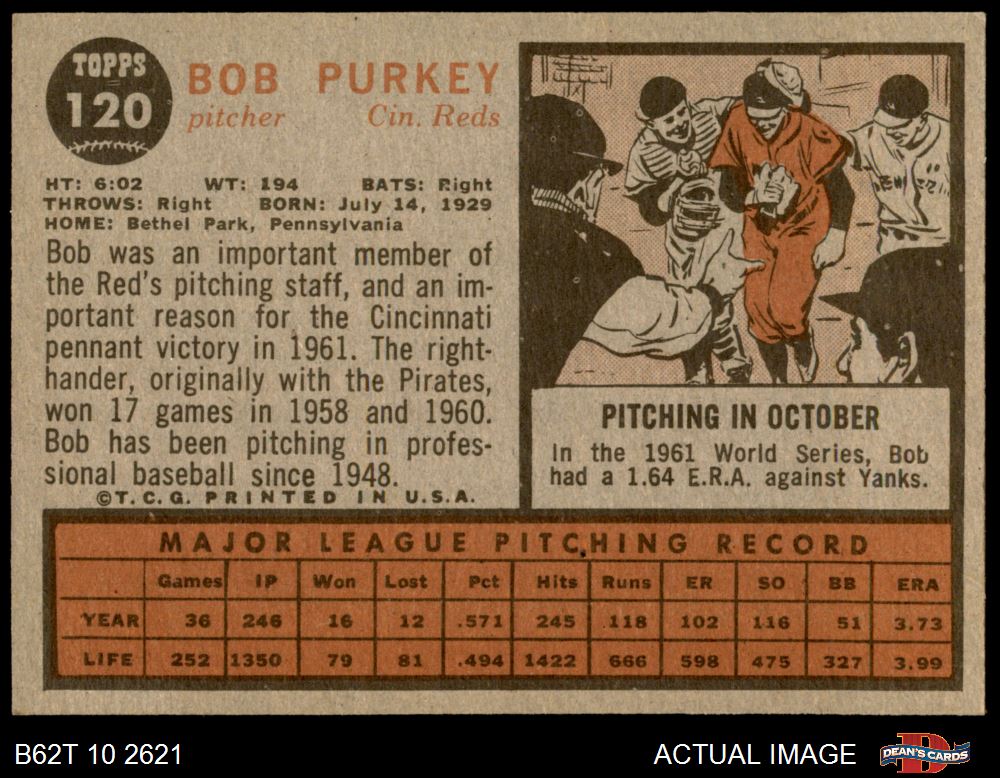 TOPPS
120
BOB PURKEY
pitcher Cin. Reds
HT: 6:02 WT: 194 BATS: Right
THROWS: Right BORN: July 14, 1929
HOME: Bethel Park, Pennsylvania
Bob was an important member of
the Red's pitching staff, and an im-
portant reason for the Cincinnati
pennant victory in 1961. The right-
hander, originally with the Pirates,
won 17 games in 1958 and 1960.
Bob has been pitching in profes-
sional baseball since 1948.
©T.C.G. PRINTED IN U.S.A.
PITCHING IN OCTOBER
In the 1961 World Series, Bob
had a 1.64 E.R.A. against Yanks.
MAJOR LEAGUE PITCHING RECORD
Games IP Won Lost Pct Hits Runs ER SO BB ERA
YEAR 36 246 16 12 .571 245 118 102 116 51 3.73
LIFE 252 1350 79 81 .494 1422 666 598 475 327 3.99
B62T 10 2621 ACTUAL IMAGE DEAN'S CARDS